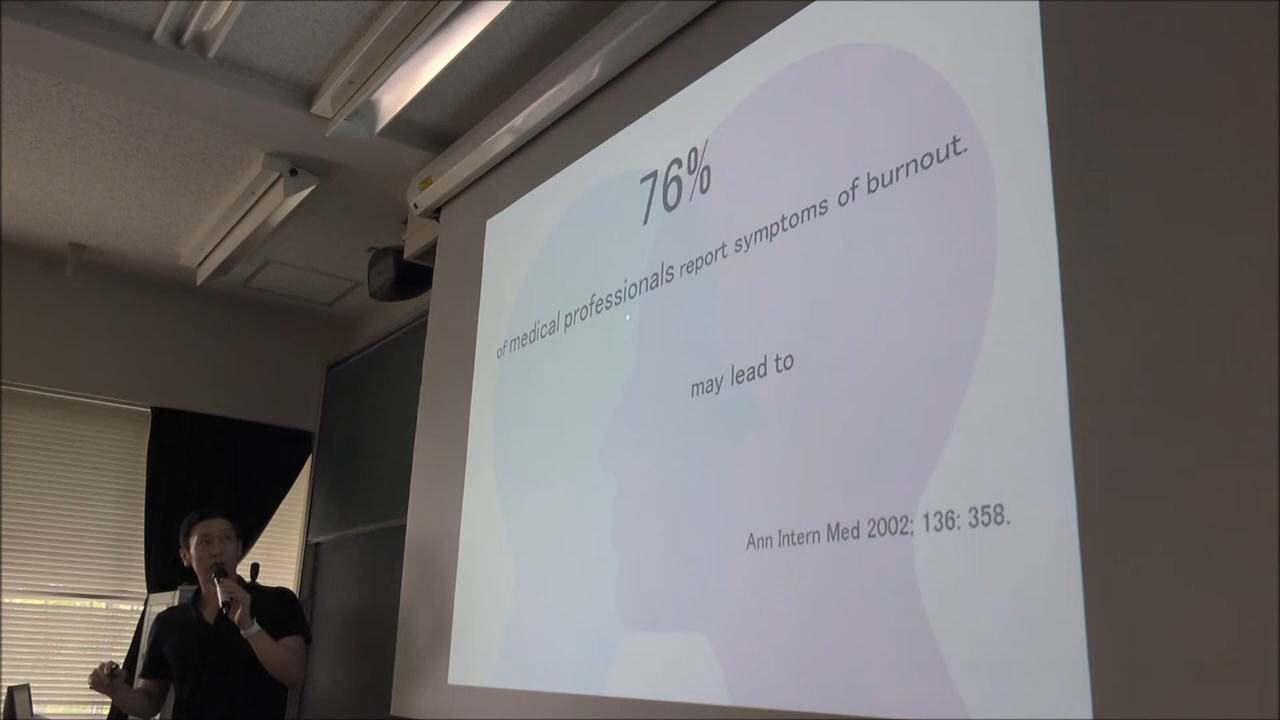 76%
of medical professionals report symptoms of burnout.
may lead to
Ann Intern Med 2002; 136: 358.